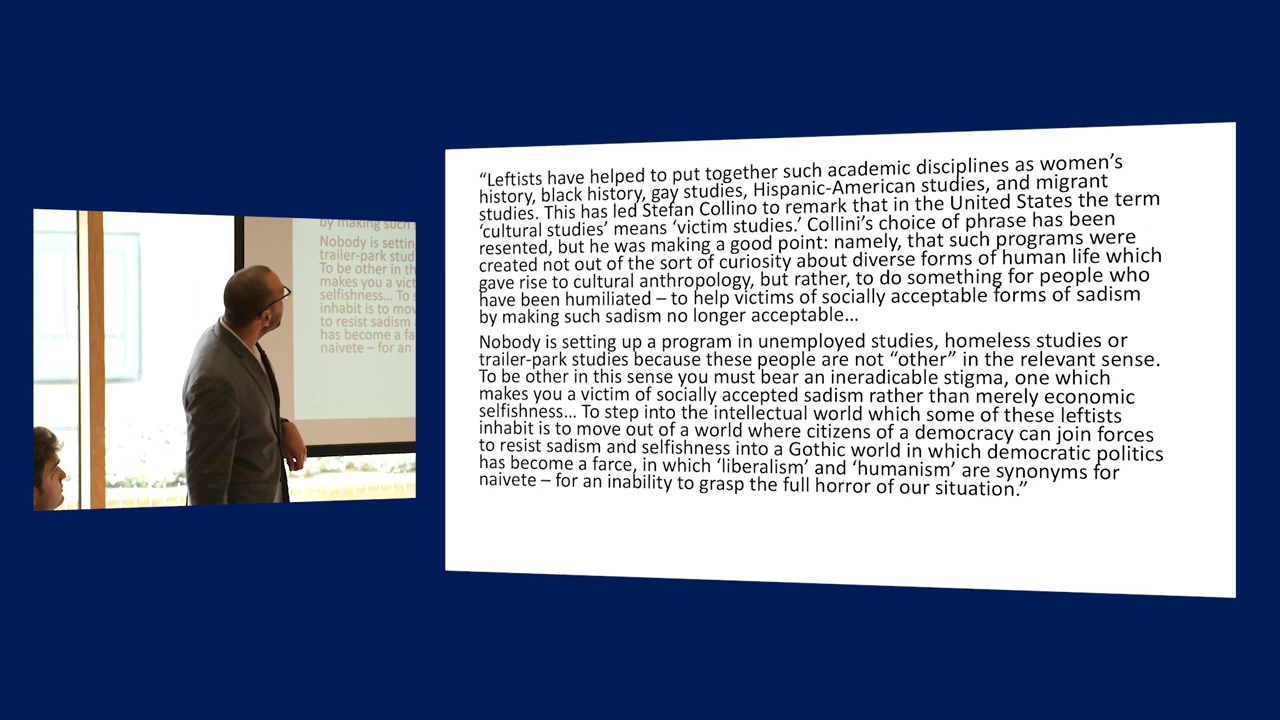 “Leftists have helped to put together such academic disciplines as women’s
history, black history, gay studies, Hispanic-American studies, and migrant
studies. This has led Stefan Collino to remark that in the United States the term
‘cultural studies’ means ‘victim studies.’ Collini’s choice of phrase has been
resented, but he was making a good point: namely, that such programs were
created not out of the sort of curiosity about diverse forms of human life which
gave rise to cultural anthropology, but rather, to do something for people who
have been humiliated – to help victims of socially acceptable forms of sadism
by making such sadism no longer acceptable…
Nobody is setting up a program in unemployed studies, homeless studies or
trailer-park studies because these people are not “other” in the relevant sense.
To be other in this sense you must bear an ineradicable stigma, one which
makes you a victim of socially accepted sadism rather than merely economic
selfishness… To step into the intellectual world which some of these leftists
inhabit is to move out of a world where citizens of a democracy can join forces
to resist sadism and selfishness into a Gothic world in which democratic politics
has become a farce, in which ‘liberalism’ and ‘humanism’ are synonyms for
naivete – for an inability to grasp the full horror of our situation.”
by making such
Nobody is setting
trailer-park stud
To be other in th
makes you a vict
selfishness… To s
inhabit is to mov
to resist sadism
has become a fa
naivete – for an